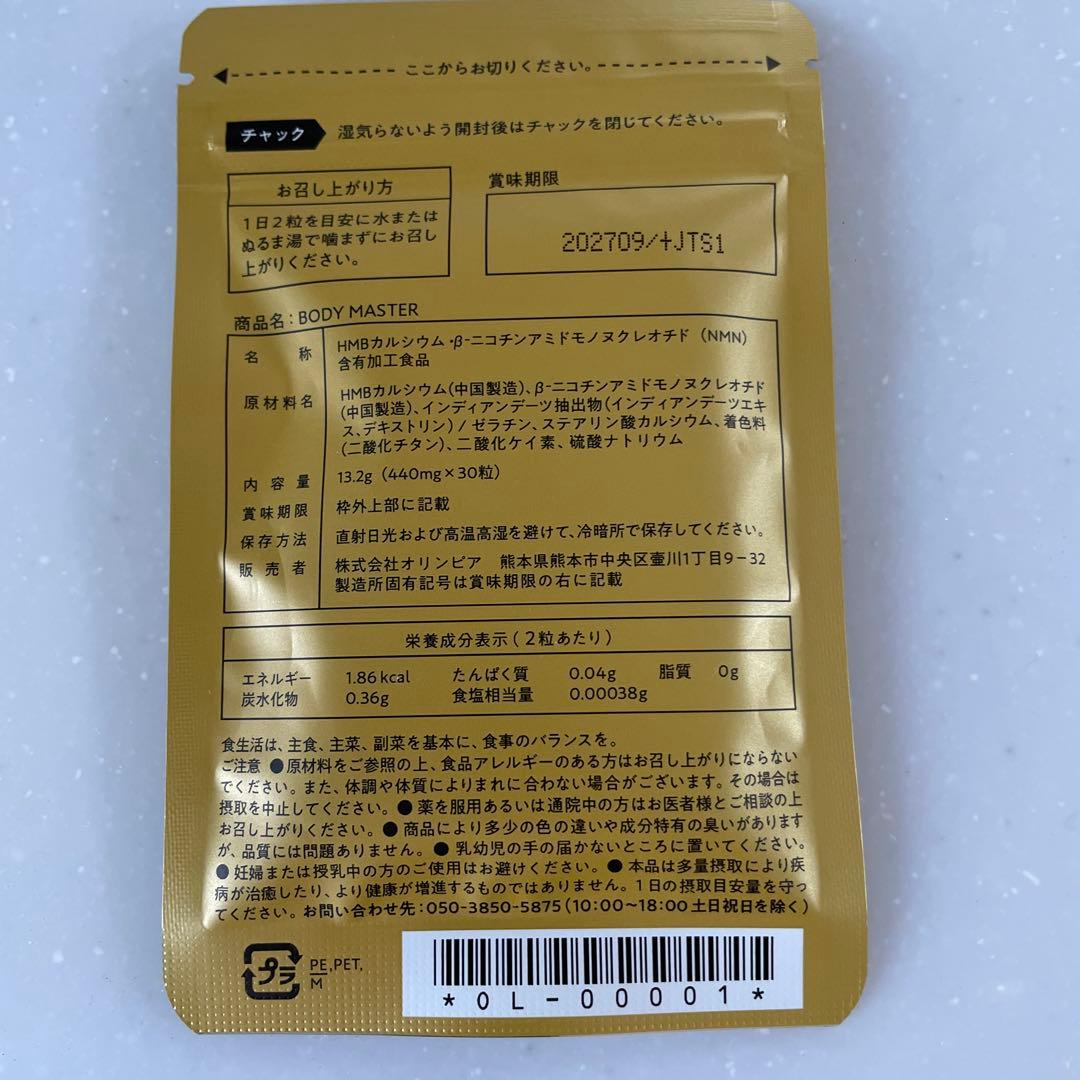 ここからお切りください。
チャック 湿気らないよう開封後はチャックを閉じてください。
お召し上がり方
1日2粒を目安に水または
ぬるま湯で噛まずにお召し
上がりください。
賞味期限
202709/+JTS1
商品名：BODY MASTER
名称 HMBカルシウム・β-ニコチンアミドモノヌクレオチド（NMN）
含有加工食品
原材料名 HMBカルシウム(中国製造)、β-ニコチンアミドモノヌクレオチド
(中国製造)、インディアンデーツ抽出物(インディアンデーツエキ
ス、デキストリン) / ゼラチン、ステアリン酸カルシウム、着色料
(二酸化チタン)、二酸化ケイ素、硫酸ナトリウム
内容量 13.2g（440mg×30粒）
賞味期限 枠外上部に記載
保存方法 直射日光および高温高湿を避けて、冷暗所で保存してください。
販売者 株式会社オリンピア 熊本県熊本市中央区壷川1丁目9-32
製造所固有記号は賞味期限の右に記載
栄養成分表示(2粒あたり)
エネルギー 1.86kcal たんぱく質 0.04g 脂質 0g
炭水化物 0.36g 食塩相当量 0.00038g
食生活は、主食、主菜、副菜を基本に、食事のバランスを。
ご注意 ●原材料をご参照の上、食品アレルギーのある方はお召し上がりにならない
でください。また、体調や体質によりまれに合わない場合がございます。その場合は
摂取を中止してください。●薬を服用あるいは通院中の方はお医者様とご相談の上
お召し上がりください。●商品により多少の色の違いや成分特有の臭いがあります
が、品質には問題ありません。●乳幼児の手の届かないところに置いてください。
●妊婦または授乳中の方のご使用はお避けください。●本品は多量摂取により疾
病が治癒したり、より健康が増進するものではありません。1日の摂取目安量を守っ
てください。お問い合わせ先：050-3850-5875(10:00～18:00土日祝日を除く)
プラ PE,PET,
M
*OL-00001*